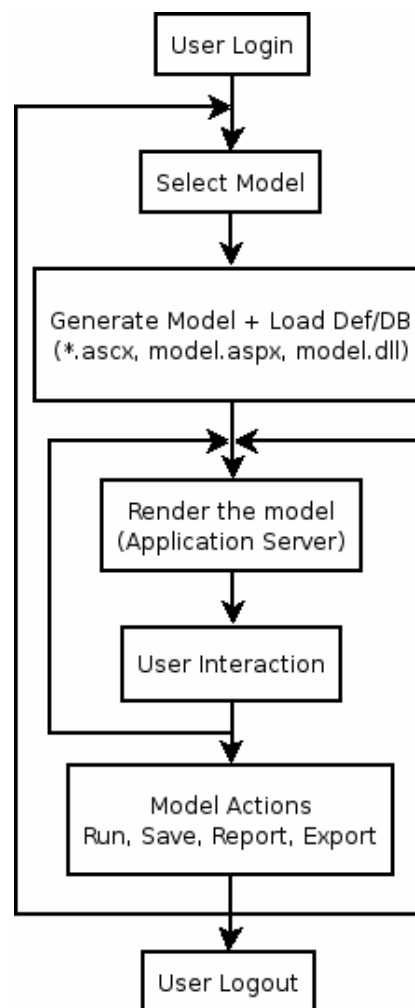 User Login
Select Model
Generate Model + Load Def/DB
(*.ascx, model.aspx, model.dll)
Render the model
(Application Server)
User Interaction
Model Actions
Run, Save, Report, Export
User Logout